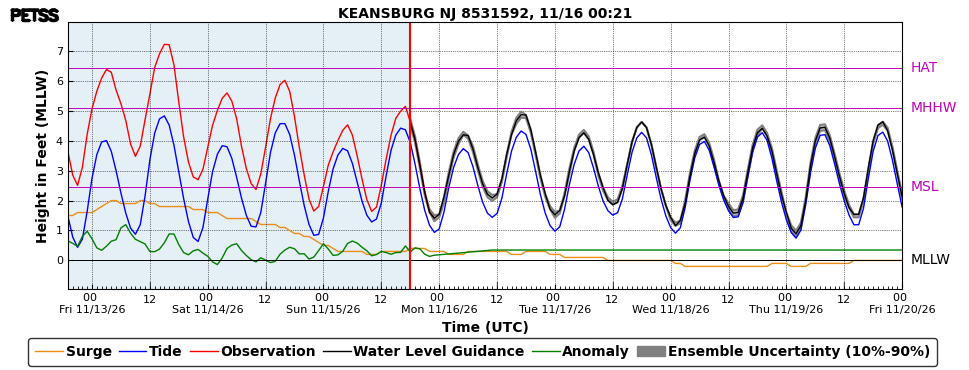 PETSS
KEANSBURG NJ 8531592, 11/16 00:21
Height in Feet (MLLW)
7
6
5
4
3
2
1
0
HAT
MHHW
MSL
MLLW
00 12 00 12 00 12 00 12 00 12 00 12 00 12 00
Fri 11/13/26 Sat 11/14/26 Sun 11/15/26 Mon 11/16/26 Tue 11/17/26 Wed 11/18/26 Thu 11/19/26 Fri 11/20/26
Time (UTC)
Surge Tide Observation Water Level Guidance Anomaly Ensemble Uncertainty (10%-90%)